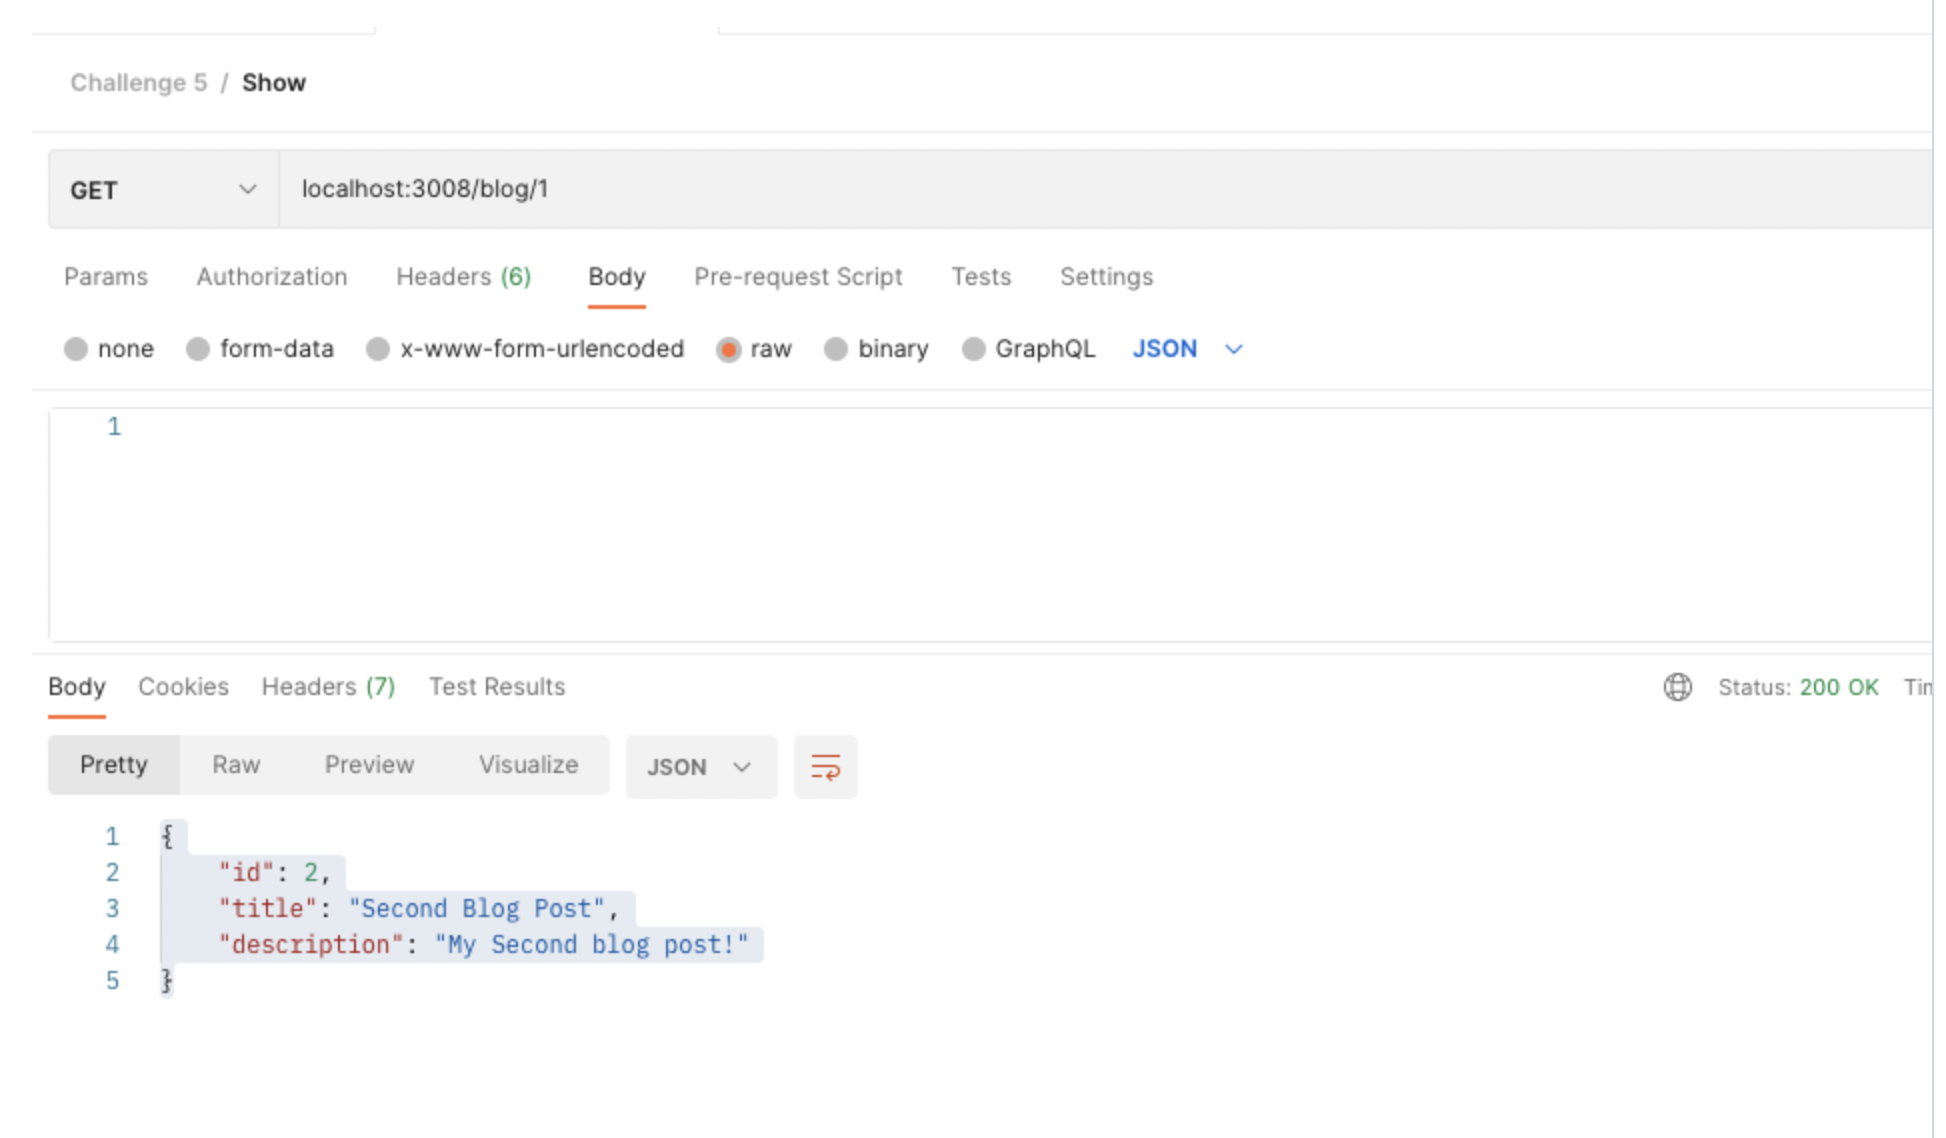 Challenge 5 / Show
GET localhost:3008/blog/1
Params Authorization Headers (6) Body Pre-request Script Tests Settings
none form-data x-www-form-urlencoded raw binary GraphQL JSON
1
Body Cookies Headers (7) Test Results Status: 200 OK
Pretty Raw Preview Visualize JSON
1 {
2 "id": 2,
3 "title": "Second Blog Post",
4 "description": "My Second blog post!"
5 }